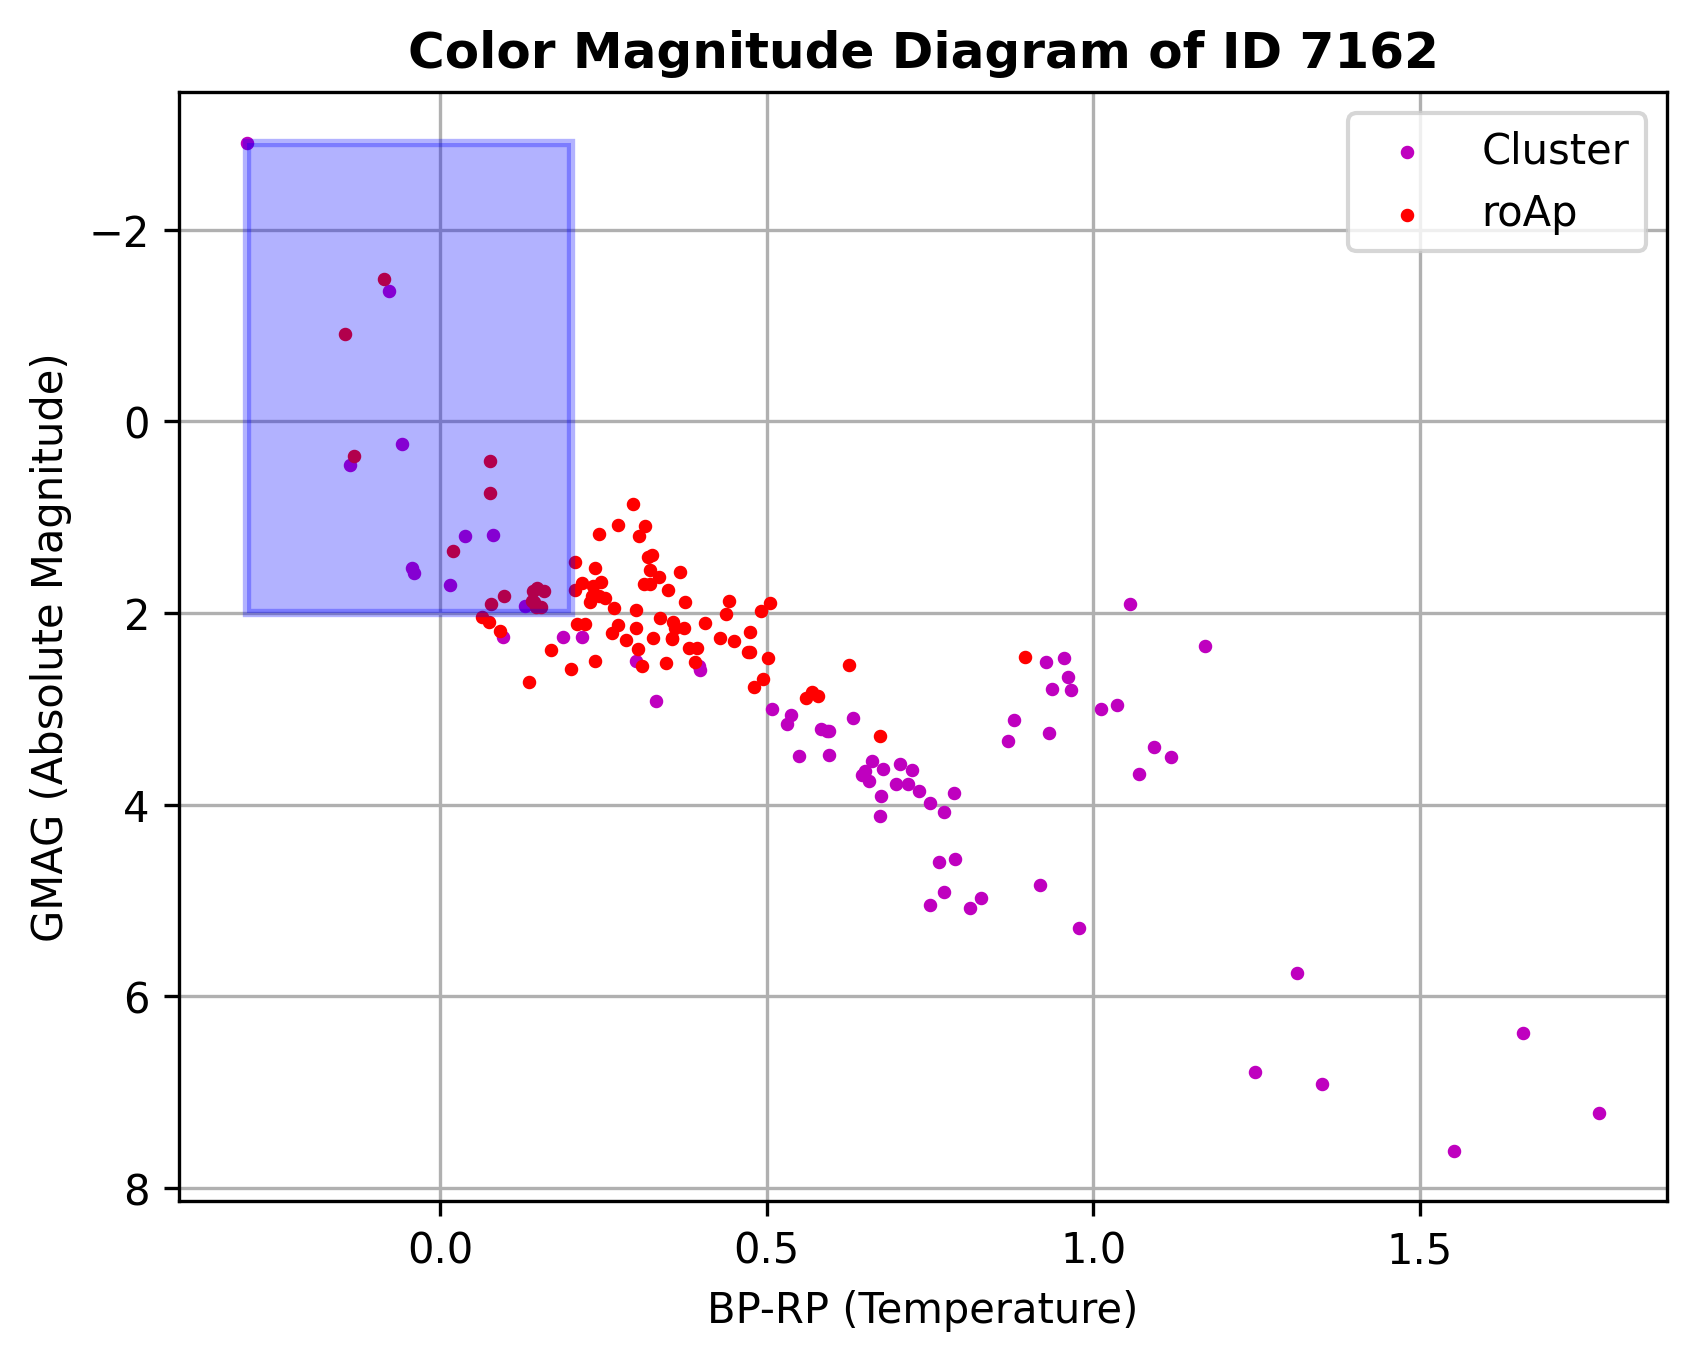 Color Magnitude Diagram of ID 7162
Cluster
roAp
−2
0
2
4
6
8
GMAG (Absolute Magnitude)
0.0 0.5 1.0 1.5
BP-RP (Temperature)